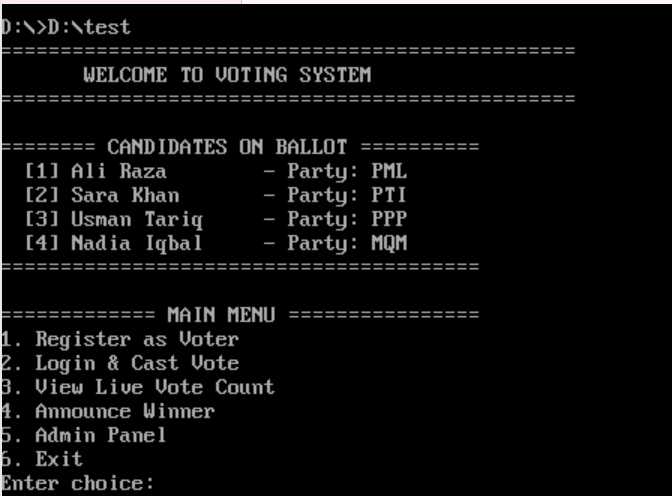 D:\>D:\test
================================================
WELCOME TO VOTING SYSTEM
================================================
======== CANDIDATES ON BALLOT ==========
[1] Ali Raza - Party: PML
[2] Sara Khan - Party: PTI
[3] Usman Tariq - Party: PPP
[4] Nadia Iqbal - Party: MQM
========================================
============= MAIN MENU ================
1. Register as Voter
2. Login & Cast Vote
3. View Live Vote Count
4. Announce Winner
5. Admin Panel
6. Exit
Enter choice: